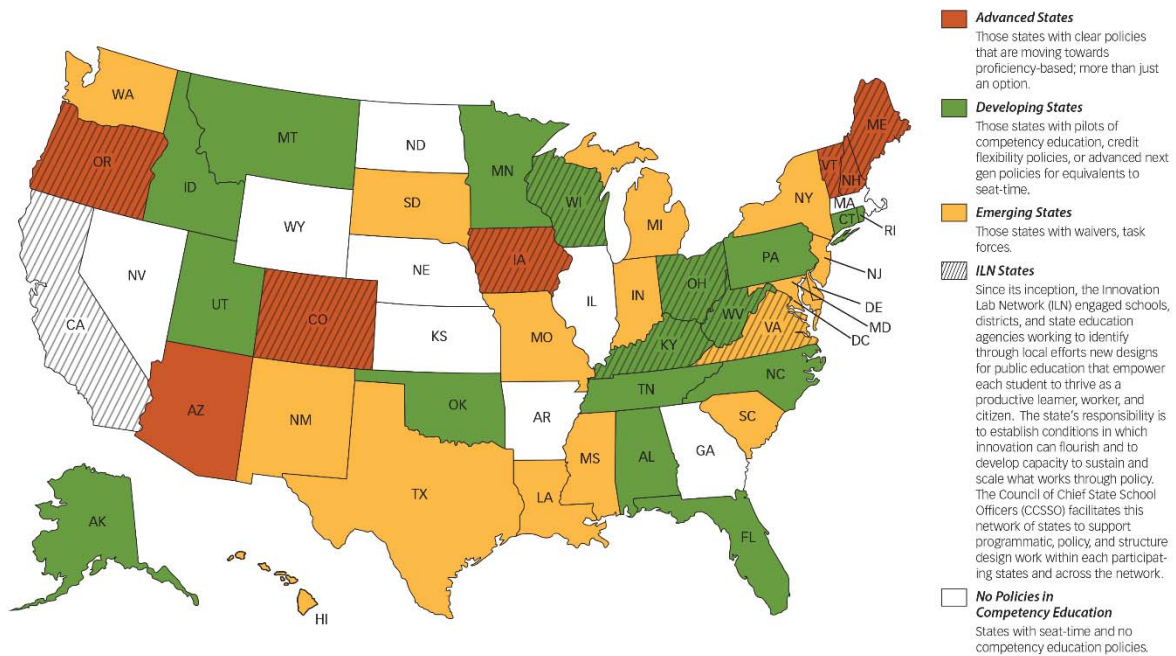 WA
OR
CA
NV
ID
MT
WY
UT
AZ
CO
NM
ND
SD
NE
KS
OK
TX
MN
IA
MO
AR
LA
WI
IL
MI
IN
OH
KY
TN
MS
AL
GA
FL
SC
NC
VA
WV
PA
NY
VT
NH
ME
MA
CT
RI
NJ
DE
MD
DC
AK
HI
Advanced States
Those states with clear policies
that are moving towards
proficiency-based; more than just
an option.
Developing States
Those states with pilots of
competency education, credit
flexibility policies, or advanced next
gen policies for equivalents to
seat-time.
Emerging States
Those states with waivers, task
forces.
ILN States
Since its inception, the Innovation
Lab Network (ILN) engaged schools,
districts, and state education
agencies working to identify
through local efforts new designs
for public education that empower
each student to thrive as a
productive learner, worker, and
citizen. The state's responsibility is
to establish conditions in which
innovation can flourish and to
develop capacity to sustain and
scale what works through policy.
The Council of Chief State School
Officers (CCSSO) facilitates this
network of states to support
programmatic, policy, and structure
design work within each participat-
ing states and across the network.
No Policies in
Competency Education
States with seat-time and no
competency education policies.